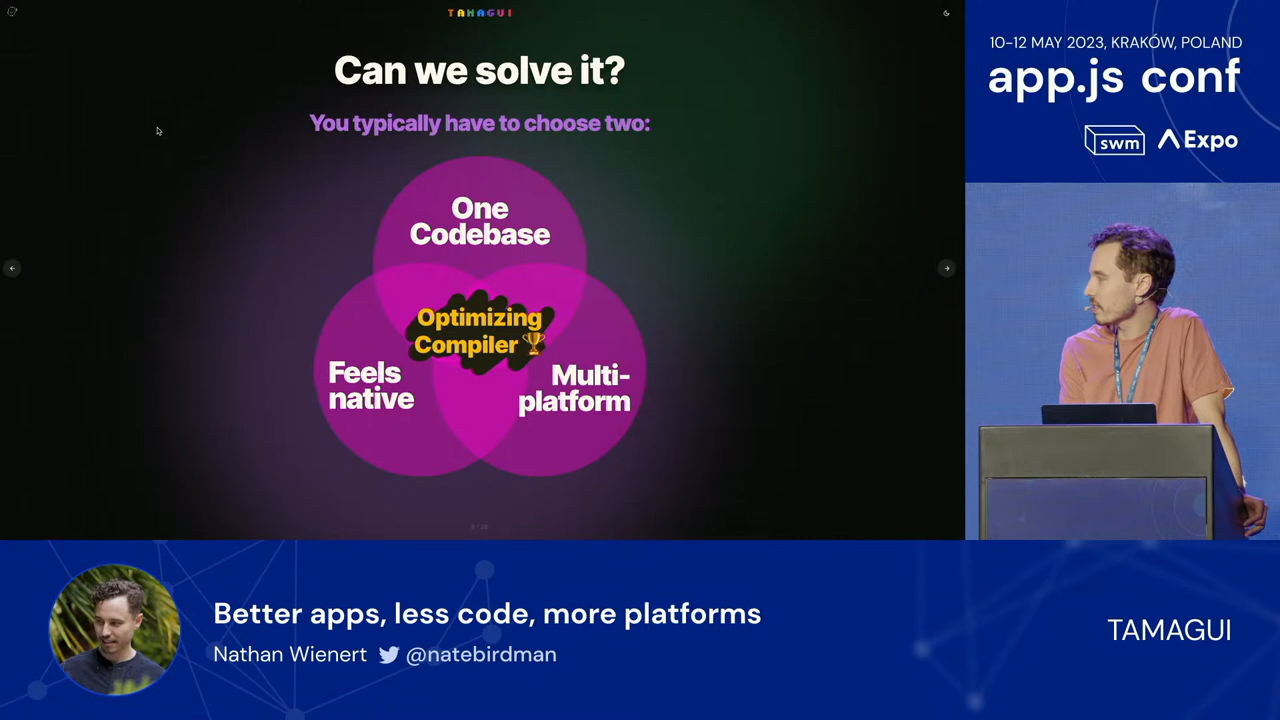 TAMAGUI
Can we solve it?
You typically have to choose two:
One
Codebase
Optimizing
Compiler 🏆
Feels
native
Multi-
platform
10-12 MAY 2023, KRAKÓW, POLAND
app.js conf
swm
Expo
Better apps, less code, more platforms
Nathan Wienert @natebirdman
TAMAGUI